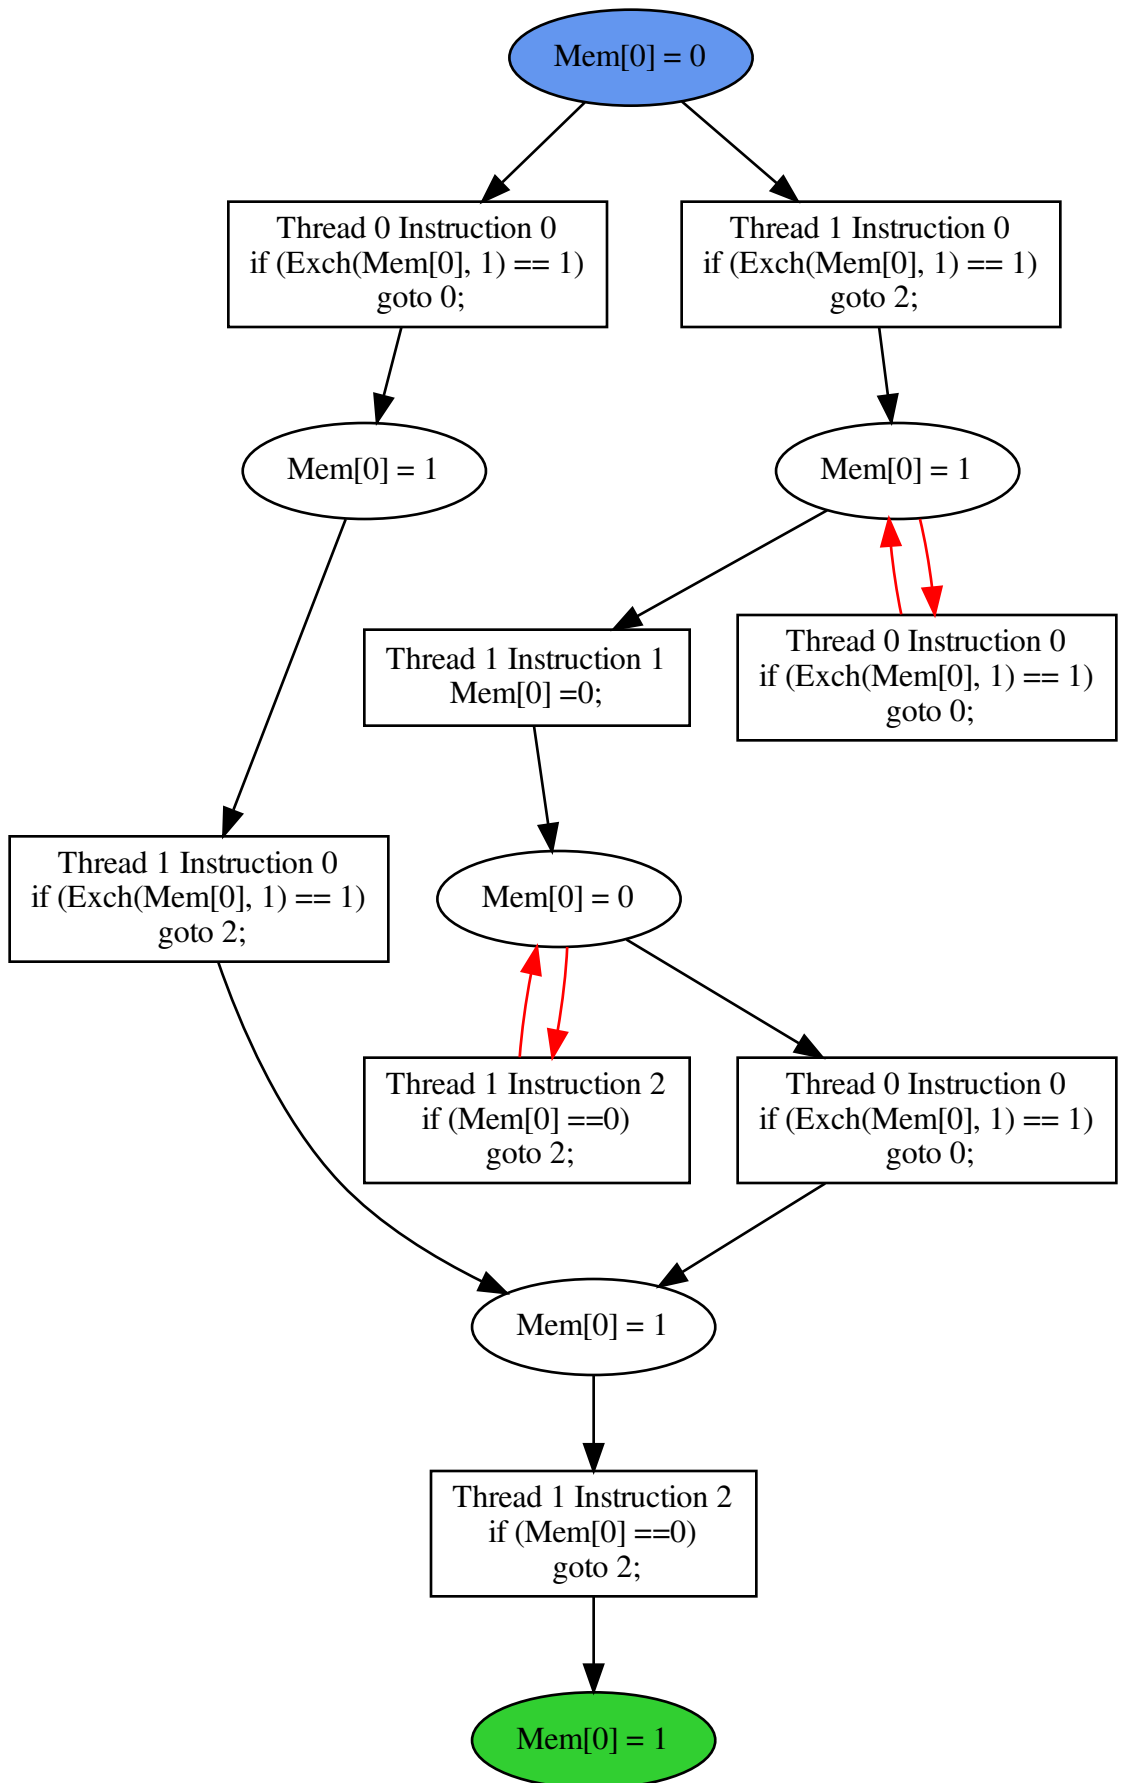 Mem[0] = 0
Thread 0 Instruction 0
if (Exch(Mem[0], 1) == 1)
goto 0;
Thread 1 Instruction 0
if (Exch(Mem[0], 1) == 1)
goto 2;
Mem[0] = 1
Mem[0] = 1
Thread 1 Instruction 1
Mem[0] =0;
Thread 0 Instruction 0
if (Exch(Mem[0], 1) == 1)
goto 0;
Thread 1 Instruction 0
if (Exch(Mem[0], 1) == 1)
goto 2;
Mem[0] = 0
Thread 1 Instruction 2
if (Mem[0] ==0)
goto 2;
Thread 0 Instruction 0
if (Exch(Mem[0], 1) == 1)
goto 0;
Mem[0] = 1
Thread 1 Instruction 2
if (Mem[0] ==0)
goto 2;
Mem[0] = 1